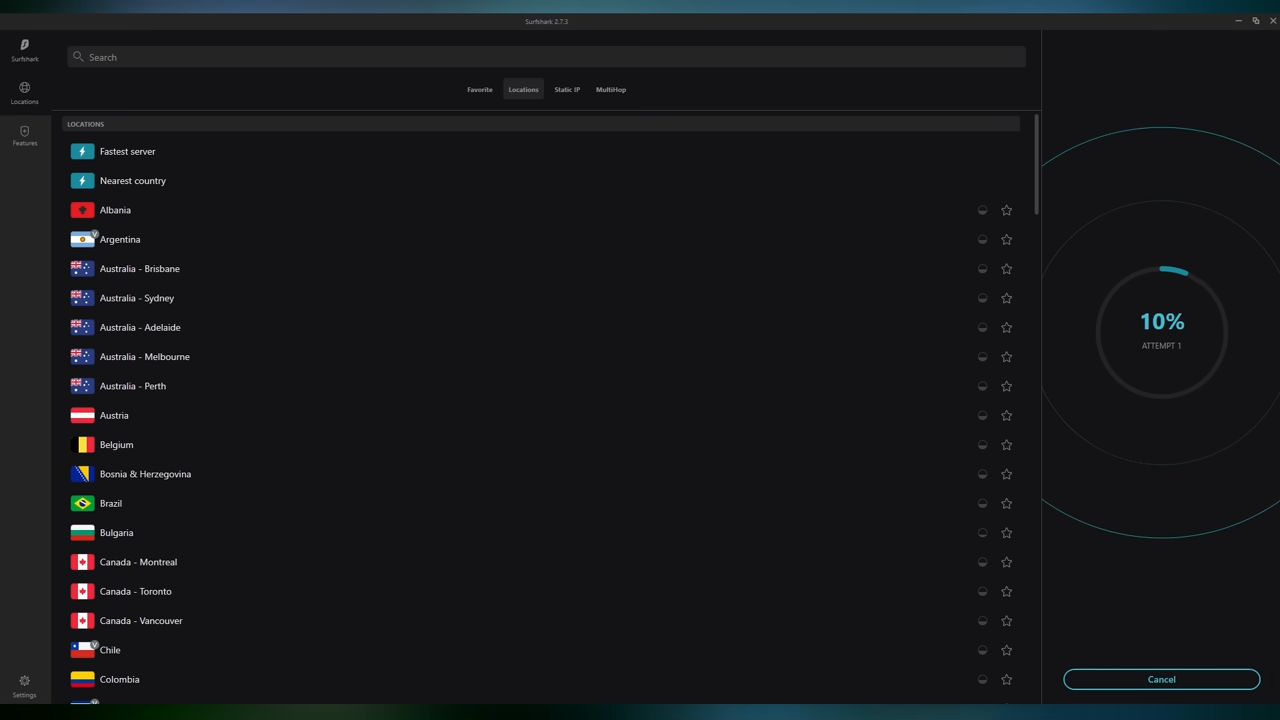 Surfshark 2.7.3
Surfshark
Search
Locations
Favorite Locations Static IP MultiHop
LOCATIONS
Features
Fastest server
Nearest country
Albania
V
Argentina
Australia - Brisbane
Australia - Sydney
Australia - Adelaide
Australia - Melbourne
Australia - Perth
Austria
Belgium
Bosnia & Herzegovina
Brazil
Bulgaria
Canada - Montreal
Canada - Toronto
Canada - Vancouver
V
Chile
Colombia
Settings
10%
ATTEMPT 1
Cancel